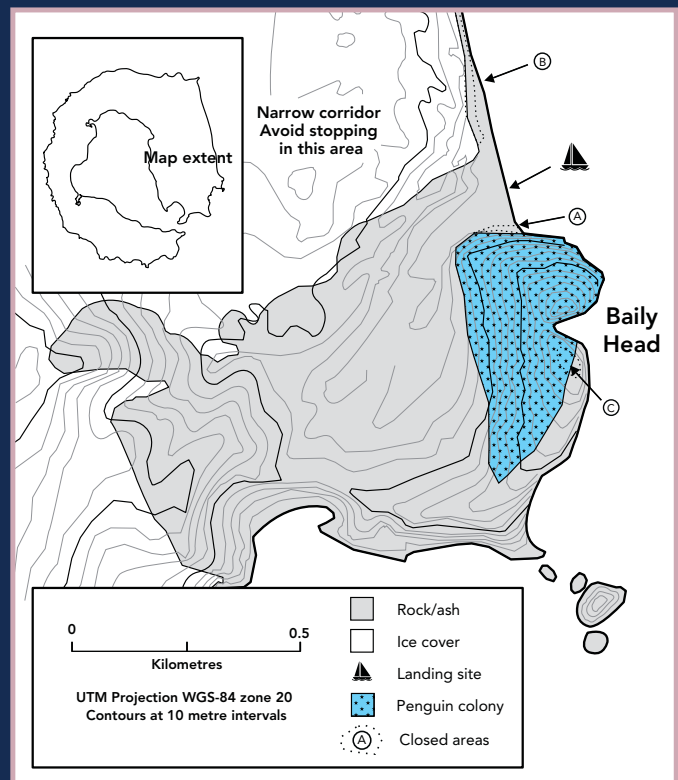 Map extent
Narrow corridor
Avoid stopping
in this area
B
A
Baily
Head
C
0
0.5
Kilometres
UTM Projection WGS-84 zone 20
Contours at 10 metre intervals
Rock/ash
Ice cover
Landing site
Penguin colony
A
Closed areas